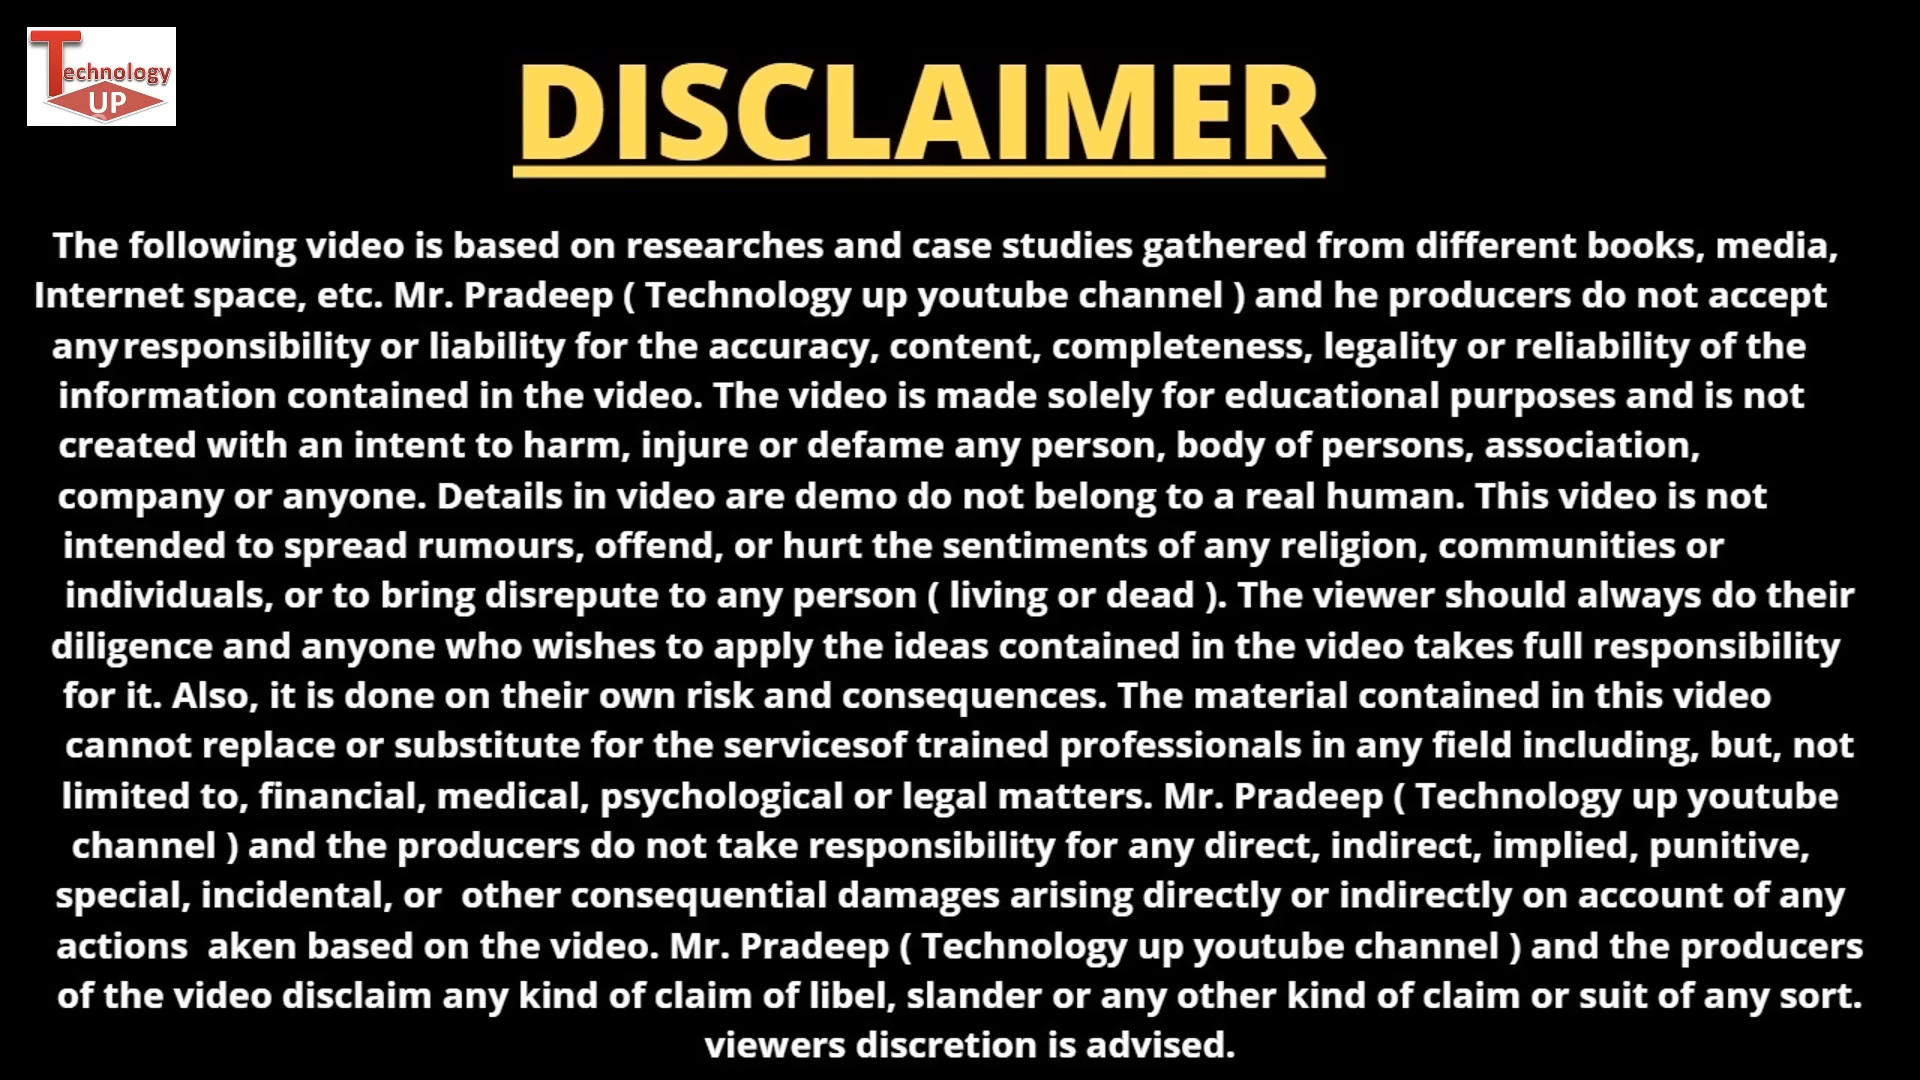 Technology
UP
DISCLAIMER
The following video is based on researches and case studies gathered from different books, media,
Internet space, etc. Mr. Pradeep ( Technology up youtube channel ) and he producers do not accept
any responsibility or liability for the accuracy, content, completeness, legality or reliability of the
information contained in the video. The video is made solely for educational purposes and is not
created with an intent to harm, injure or defame any person, body of persons, association,
company or anyone. Details in video are demo do not belong to a real human. This video is not
intended to spread rumours, offend, or hurt the sentiments of any religion, communities or
individuals, or to bring disrepute to any person ( living or dead ). The viewer should always do their
diligence and anyone who wishes to apply the ideas contained in the video takes full responsibility
for it. Also, it is done on their own risk and consequences. The material contained in this video
cannot replace or substitute for the servicesof trained professionals in any field including, but, not
limited to, financial, medical, psychological or legal matters. Mr. Pradeep ( Technology up youtube
channel ) and the producers do not take responsibility for any direct, indirect, implied, punitive,
special, incidental, or  other consequential damages arising directly or indirectly on account of any
actions  aken based on the video. Mr. Pradeep ( Technology up youtube channel ) and the producers
of the video disclaim any kind of claim of libel, slander or any other kind of claim or suit of any sort.
viewers discretion is advised.